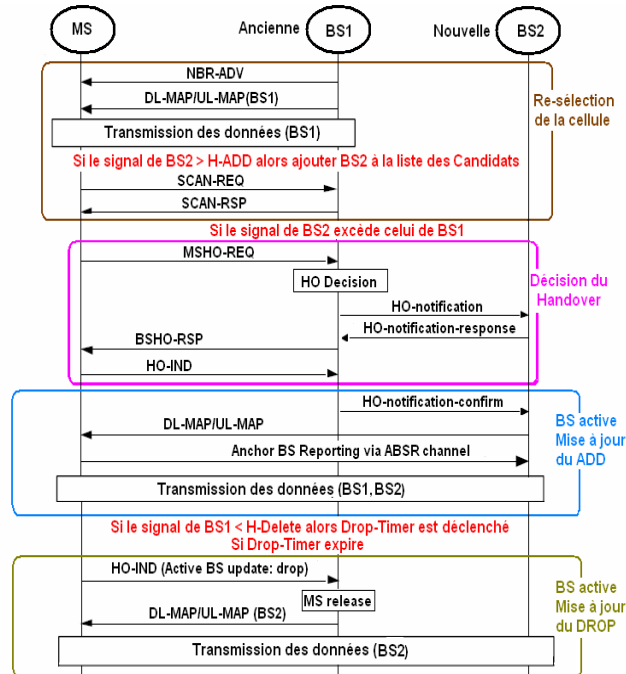 MS
Ancienne
BS1
Nouvelle
BS2
NBR-ADV
DL-MAP/UL-MAP(BS1)
Transmission des données (BS1)
Re-sélection
de la cellule
Si le signal de BS2 > H-ADD alors ajouter BS2 à la liste des Candidats
SCAN-REQ
SCAN-RSP
Si le signal de BS2 excède celui de BS1
MSHO-REQ
HO Decision
Décision du
Handover
HO-notification
HO-notification-response
BSHO-RSP
HO-IND
HO-notification-confirm
DL-MAP/UL-MAP
BS active
Mise à jour
du ADD
Anchor BS Reporting via ABSR channel
Transmission des données (BS1,BS2)
Si le signal de BS1 < H-Delete alors Drop-Timer est déclenché
Si Drop-Timer expire
HO-IND (Active BS update: drop)
MS release
BS active
Mise à jour
du DROP
DL-MAP/UL-MAP (BS2)
Transmission des données (BS2)